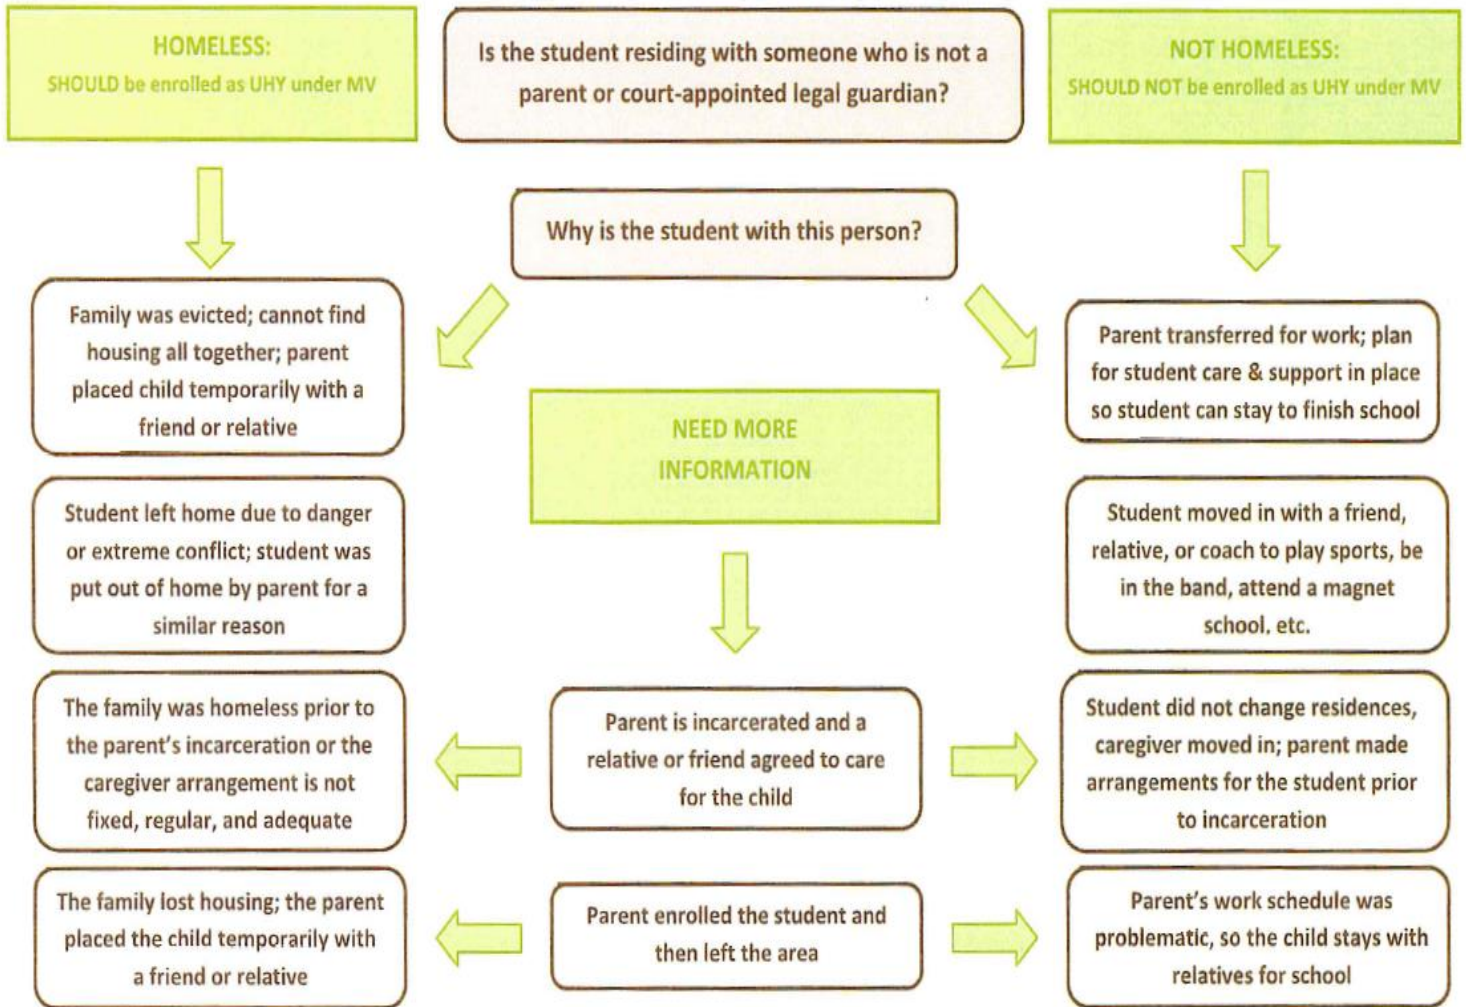 HOMELESS:
SHOULD be enrolled as UHY under MV
Is the student residing with someone who is not a
parent or court-appointed legal guardian?
NOT HOMELESS:
SHOULD NOT be enrolled as UHY under MV
Why is the student with this person?
Family was evicted; cannot find
housing all together; parent
placed child temporarily with a
friend or relative
Parent transferred for work; plan
for student care & support in place
so student can stay to finish school
NEED MORE
INFORMATION
Student left home due to danger
or extreme conflict; student was
put out of home by parent for a
similar reason
Student moved in with a friend,
relative, or coach to play sports, be
in the band, attend a magnet
school, etc.
The family was homeless prior to
the parent's incarceration or the
caregiver arrangement is not
fixed, regular, and adequate
Parent is incarcerated and a
relative or friend agreed to care
for the child
Student did not change residences,
caregiver moved in; parent made
arrangements for the student prior
to incarceration
The family lost housing; the parent
placed the child temporarily with
a friend or relative
Parent enrolled the student and
then left the area
Parent's work schedule was
problematic, so the child stays with
relatives for school